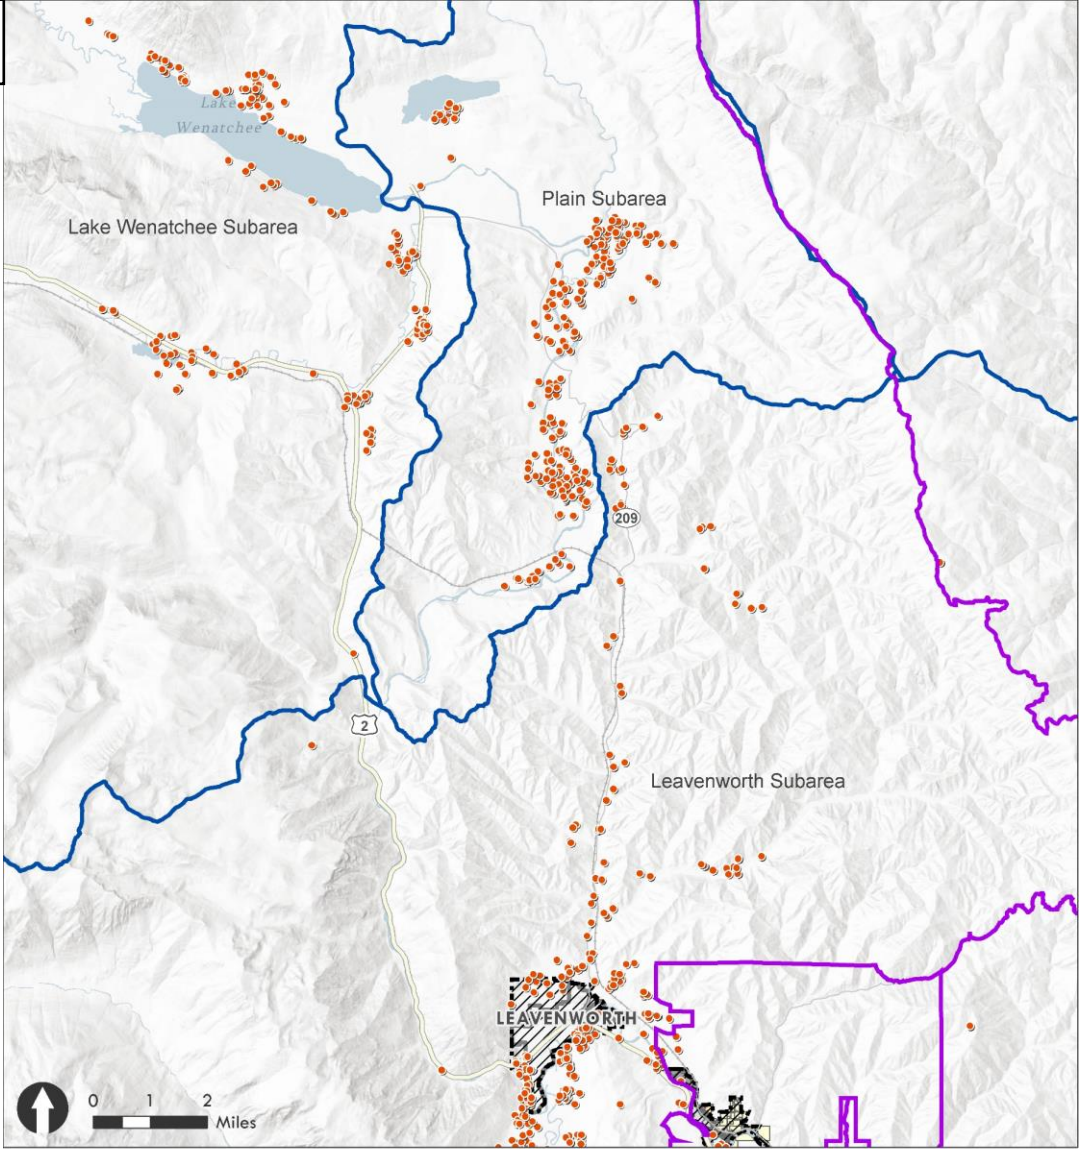 Lake
Wenatchee
Plain Subarea
Lake Wenatchee Subarea
209
2
Leavenworth Subarea
LEAVENWORTH
0 1 2
Miles